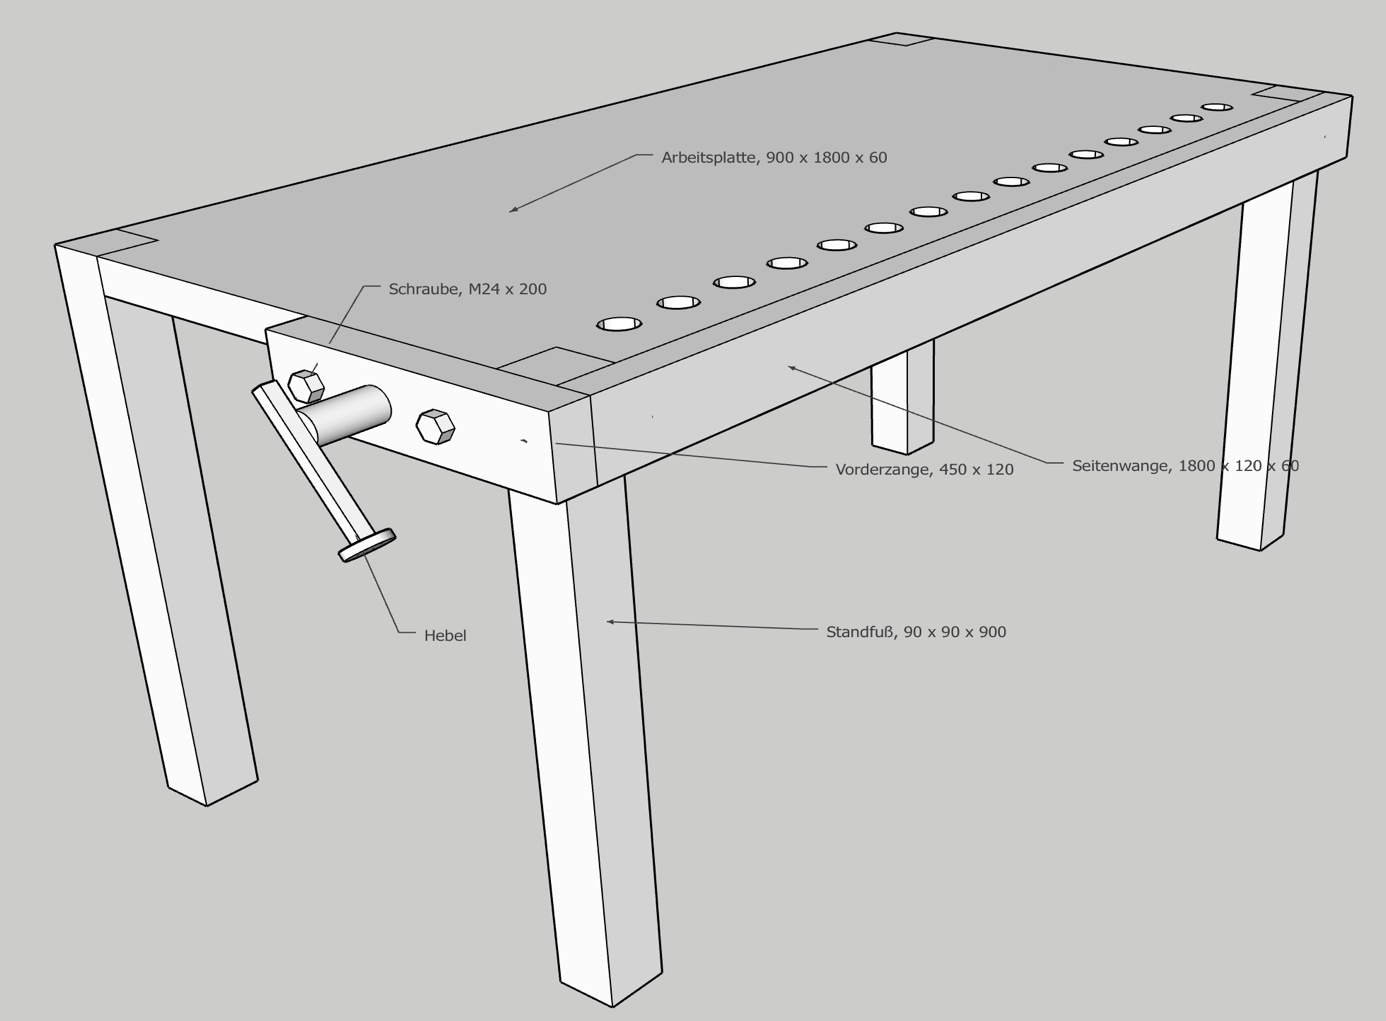 Arbeitsplatte, 900 x 1800 x 60
Schraube, M24 x 200
Vorderzange, 450 x 120
Seitenwange, 1800 x 120 x 60
Standfuß, 90 x 90 x 900
Hebel